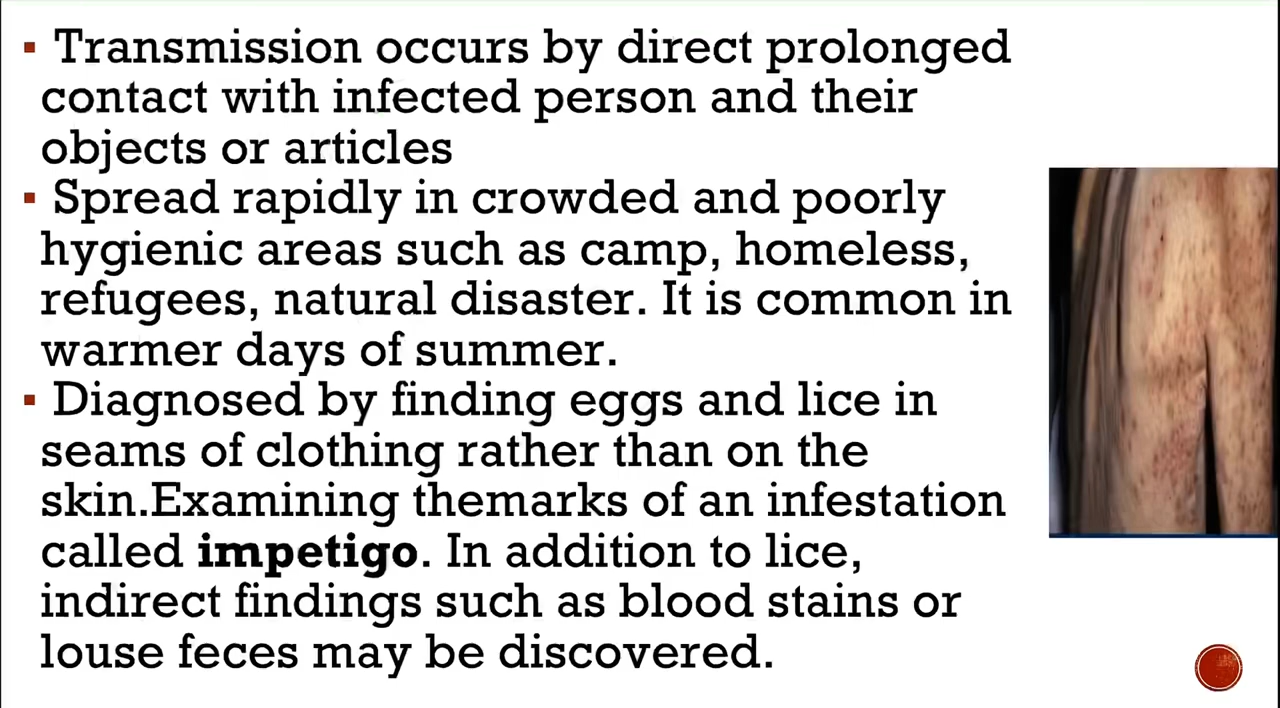 ▪ Transmission occurs by direct prolonged
contact with infected person and their
objects or articles
▪ Spread rapidly in crowded and poorly
hygienic areas such as camp, homeless,
refugees, natural disaster. It is common in
warmer days of summer.
▪ Diagnosed by finding eggs and lice in
seams of clothing rather than on the
skin.Examining themarks of an infestation
called impetigo. In addition to lice,
indirect findings such as blood stains or
louse feces may be discovered.